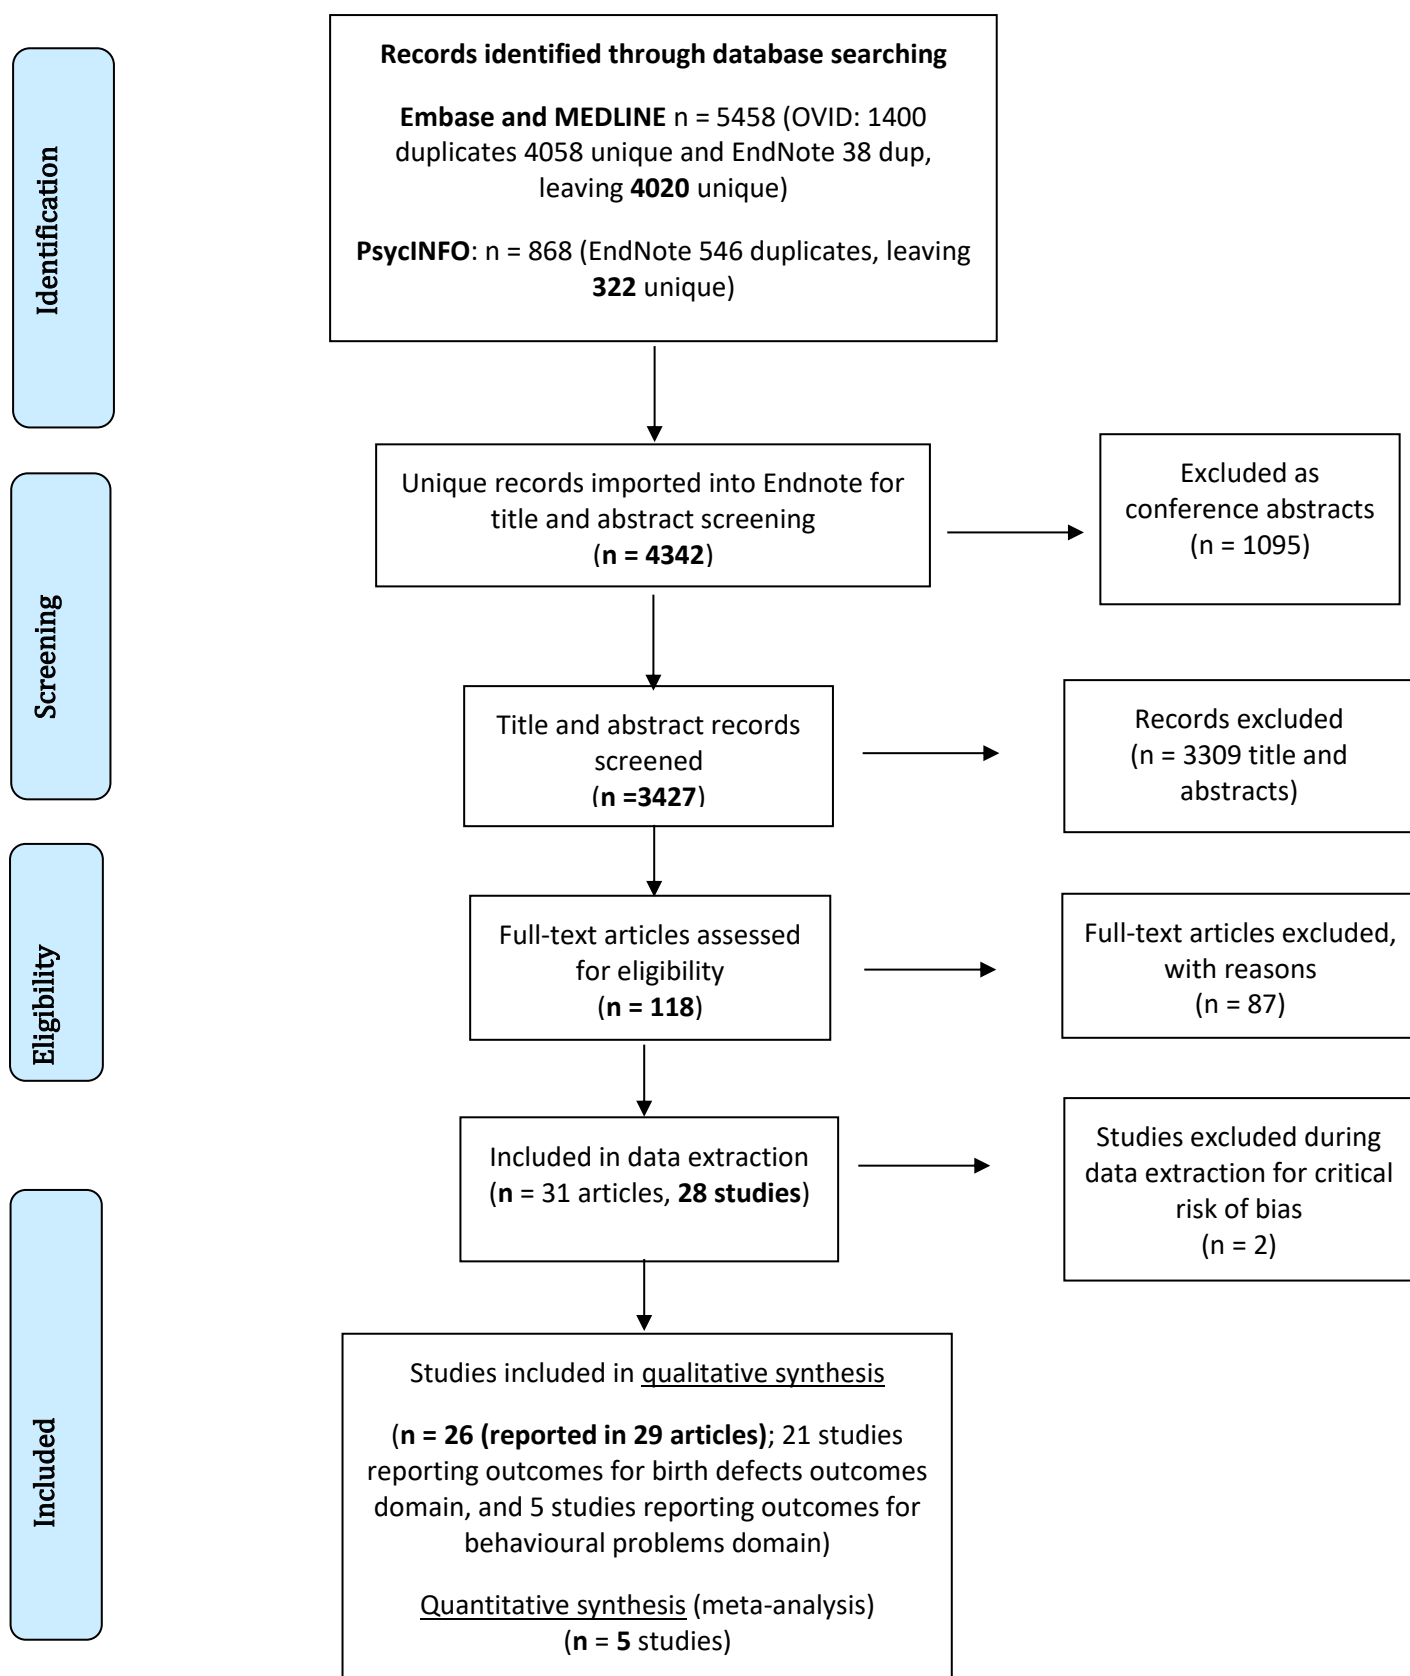 Identification
Records identified through database searching
Embase and MEDLINE n = 5458 (OVID: 1400
duplicates 4058 unique and EndNote 38 dup,
leaving 4020 unique)
PsycINFO: n = 868 (EndNote 546 duplicates, leaving
322 unique)
Screening
Unique records imported into Endnote for
title and abstract screening
(n = 4342)
Excluded as
conference abstracts
(n = 1095)
Title and abstract records
screened
(n =3427)
Records excluded
(n = 3309 title and
abstracts)
Eligibility
Full-text articles assessed
for eligibility
(n = 118)
Full-text articles excluded,
with reasons
(n = 87)
Included in data extraction
(n = 31 articles, 28 studies)
Studies excluded during
data extraction for critical
risk of bias
(n = 2)
Included
Studies included in qualitative synthesis
(n = 26 (reported in 29 articles); 21 studies
reporting outcomes for birth defects outcomes
domain, and 5 studies reporting outcomes for
behavioural problems domain)
Quantitative synthesis (meta-analysis)
(n = 5 studies)